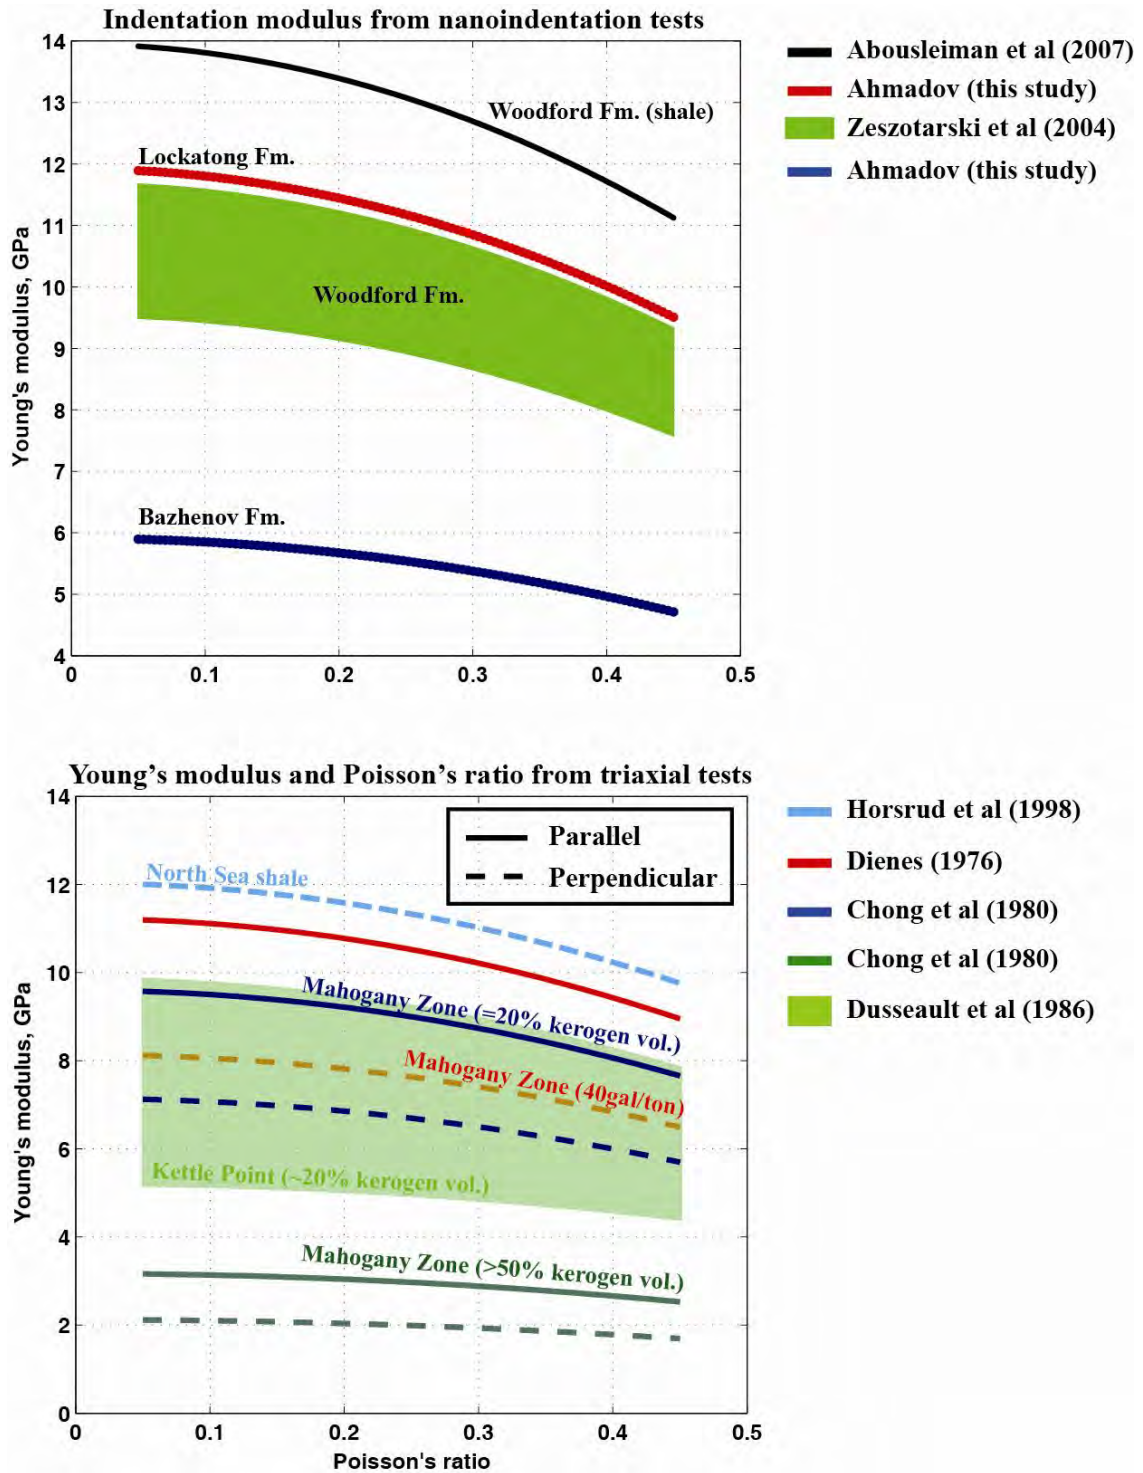 Indentation modulus from nanoindentation tests
14
13
12
11
10
9
8
7
6
5
4
Young's modulus, GPa
Woodford Fm. (shale)
Lockatong Fm.
Woodford Fm.
Bazhenov Fm.
0 0.1 0.2 0.3 0.4 0.5
Abousleiman et al (2007)
Ahmadov (this study)
Zeszotarski et al (2004)
Ahmadov (this study)
Young’s modulus and Poisson’s ratio from triaxial tests
14
12
10
8
6
4
2
0
Young's modulus, GPa
Parallel
Perpendicular
North Sea shale
Mahogany Zone (=20% kerogen vol.)
Mahogany Zone (40gal/ton)
Kettle Point (~20% kerogen vol.)
Mahogany Zone (>50% kerogen vol.)
0 0.1 0.2 0.3 0.4 0.5
Poisson's ratio
Horsrud et al (1998)
Dienes (1976)
Chong et al (1980)
Chong et al (1980)
Dusseault et al (1986)